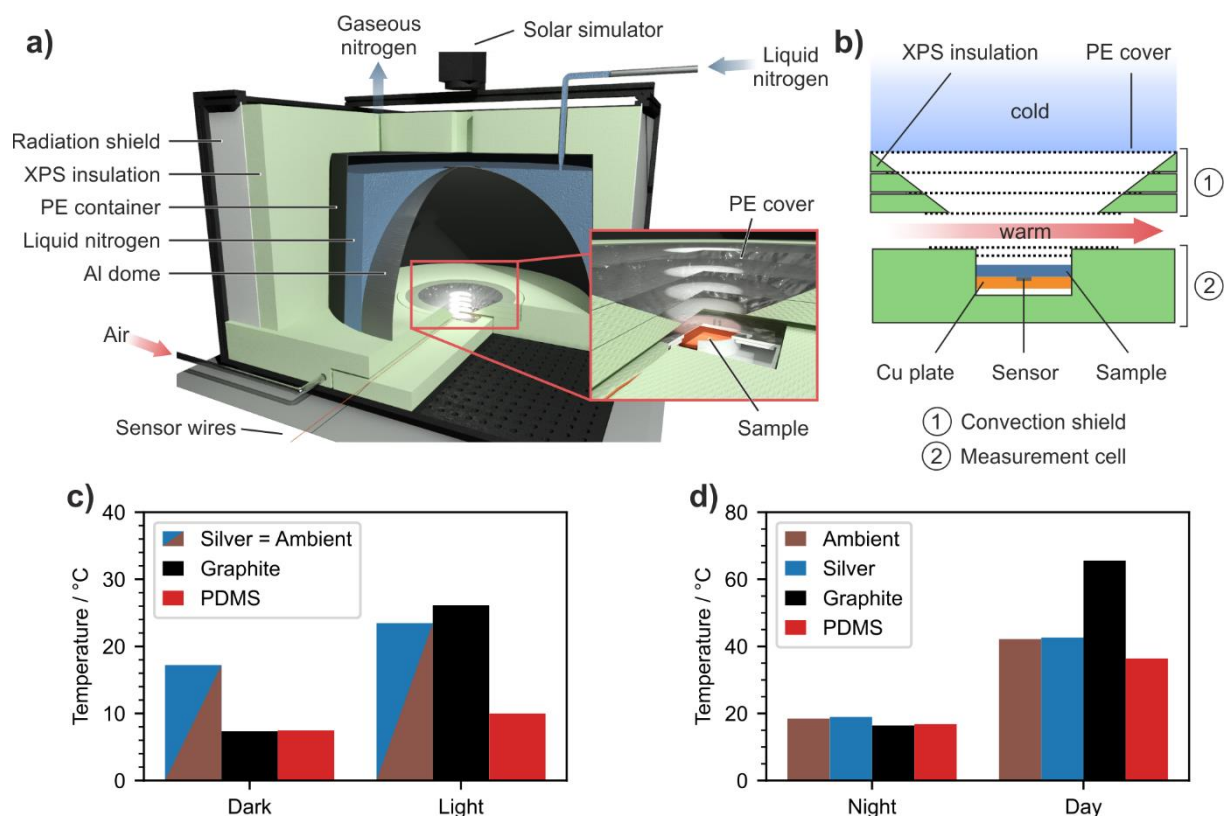 a)
Gaseous
nitrogen
Solar simulator
Liquid
nitrogen
Radiation shield
XPS insulation
PE container
Liquid nitrogen
Al dome
Air
Sensor wires
PE cover
Sample
b)
XPS insulation
PE cover
cold
1
warm
2
Cu plate
Sensor
Sample
1 Convection shield
2 Measurement cell
c)
Temperature / °C
40
30
20
10
0
Silver = Ambient
Graphite
PDMS
Dark
Light
d)
Temperature / °C
80
60
40
20
0
Ambient
Silver
Graphite
PDMS
Night
Day